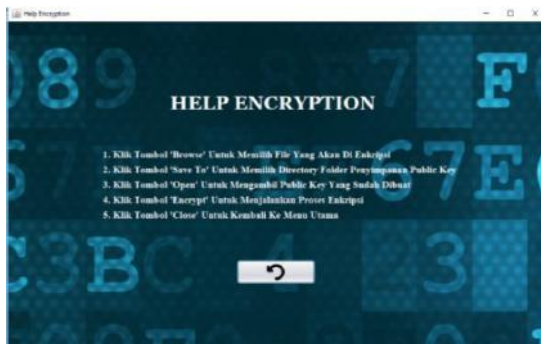 Help Encryption
HELP ENCRYPTION
1. Klik Tombol 'Browse' Untuk Memilih File Yang Akan Di Enkripsi
2. Klik Tombol 'Save To' Untuk Memilih Directory Folder Penyimpanan Public Key
3. Klik Tombol 'Open' Untuk Mengambil Public Key Yang Sudah Dibuat
4. Klik Tombol 'Encrypt' Untuk Menjalankan Proses Enkripsi
5. Klik Tombol 'Close' Untuk Kembali Ke Menu Utama